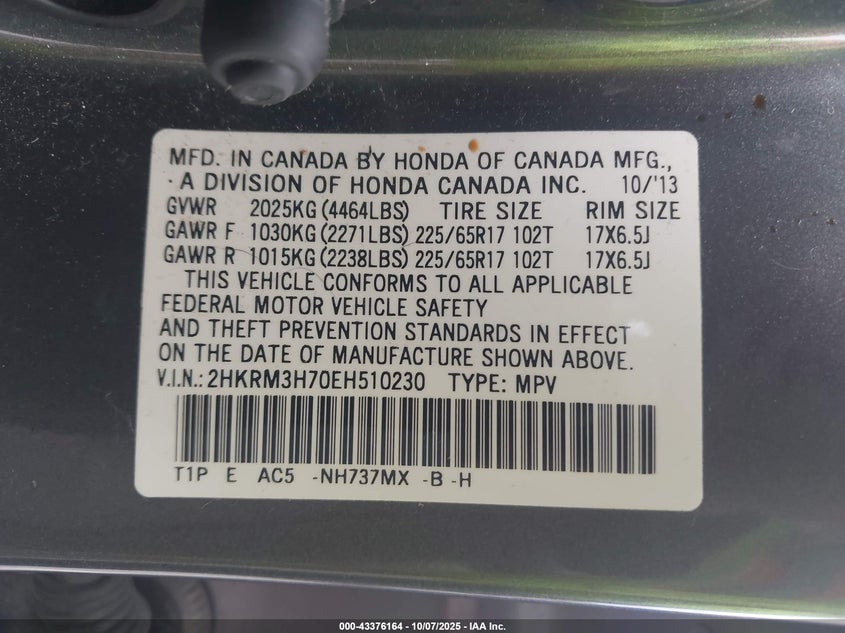 MFD. IN CANADA BY HONDA OF CANADA MFG.,
A DIVISION OF HONDA CANADA INC. 10/'13
GVWR 2025KG (4464LBS) TIRE SIZE RIM SIZE
GAWR F 1030KG (2271LBS) 225/65R17 102T 17X6.5J
GAWR R 1015KG (2238LBS) 225/65R17 102T 17X6.5J
THIS VEHICLE CONFORMS TO ALL APPLICABLE
FEDERAL MOTOR VEHICLE SAFETY
AND THEFT PREVENTION STANDARDS IN EFFECT
ON THE DATE OF MANUFACTURE SHOWN ABOVE.
V.I.N.: 2HKRM3H70EH510230 TYPE: MPV
T1P E AC5 -NH737MX -B -H
000-43376164 - 10/07/2025 - IAA Inc.